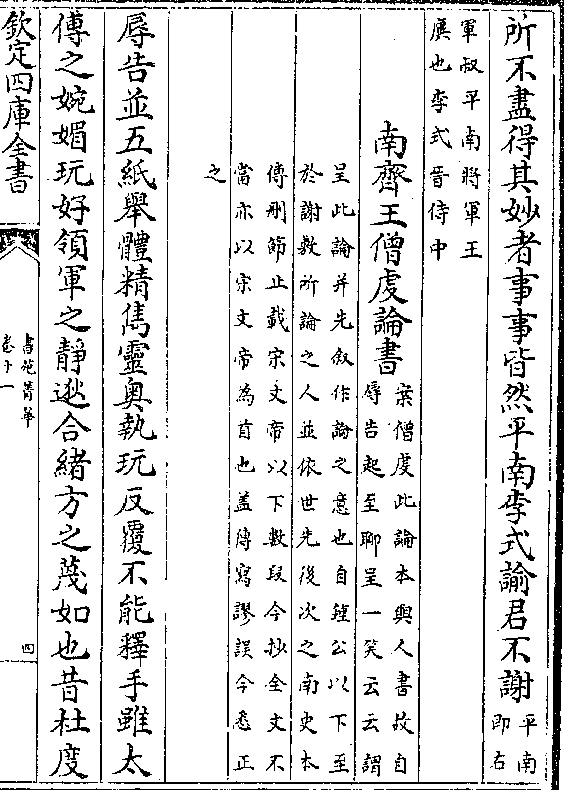 所不盡得其妙者事事皆然平南李式諭君不謝平南
即右
軍叔平南將軍王
廙也李式晉侍中
南齊王僧虔論書案僧虔此論本與人書故自
辱告起至聊呈一笑云云謂
呈此論并先叙作論之意也自鍾公以下至
於謝敷所論之人並依世先後次之南史本
傳刪節止載宋文帝以下數段今抄全文不
當亦以宋文帝為首也蓋傳寫謬誤今悉正
之
辱告並五紙舉體精雋靈奧執玩反覆不能釋手雖太
傅之婉媚玩好領軍之靜遜合緒方之蔑如也昔杜度
欽定四庫全書
書苑菁華
卷十一
四